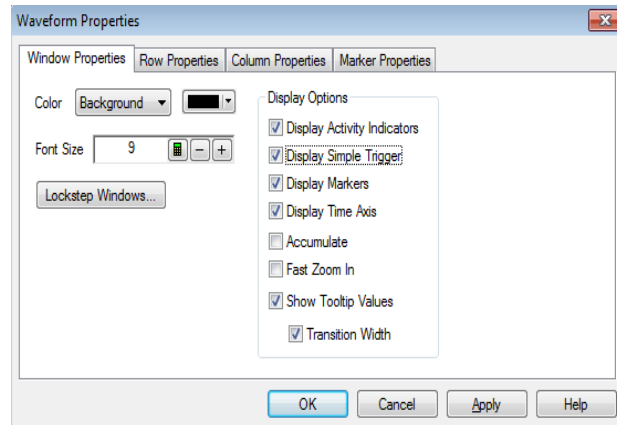 Waveform Properties
Window Properties Row Properties Column Properties Marker Properties
Color Background
Font Size 9
Lockstep Windows...
Display Options
Display Activity Indicators
Display Simple Trigger
Display Markers
Display Time Axis
Accumulate
Fast Zoom In
Show Tooltip Values
Transition Width
OK Cancel Apply Help